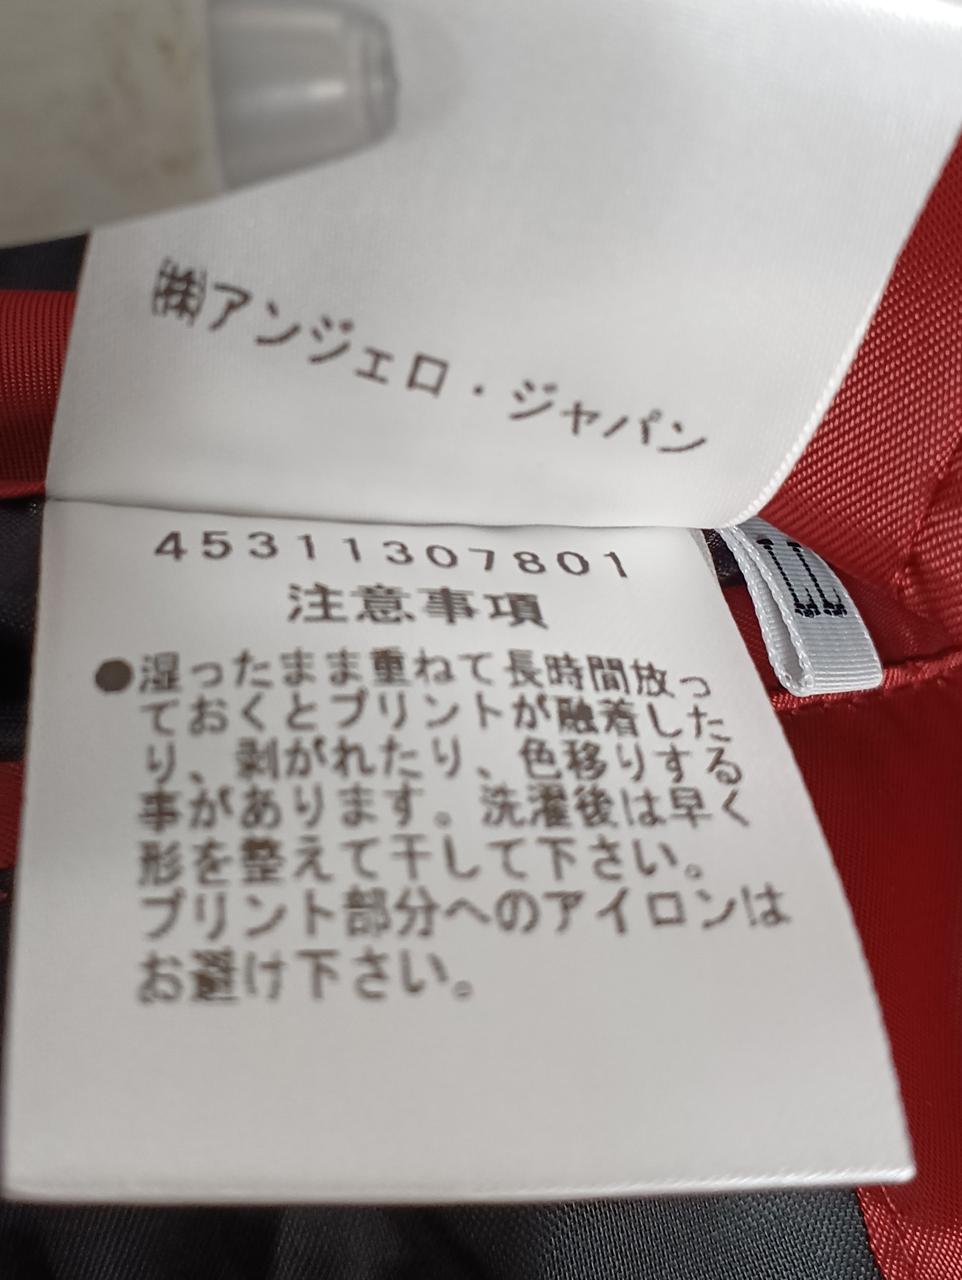 ㈱アンジェロ・ジャパン
45311307801
注意事項
●湿ったまま重ねて長時間放っ
ておくとプリントが融着した
り、剥がれたり、色移りする
事があります。洗濯後は早く
形を整えて干して下さい。
プリント部分へのアイロンは
お避け下さい。
LL